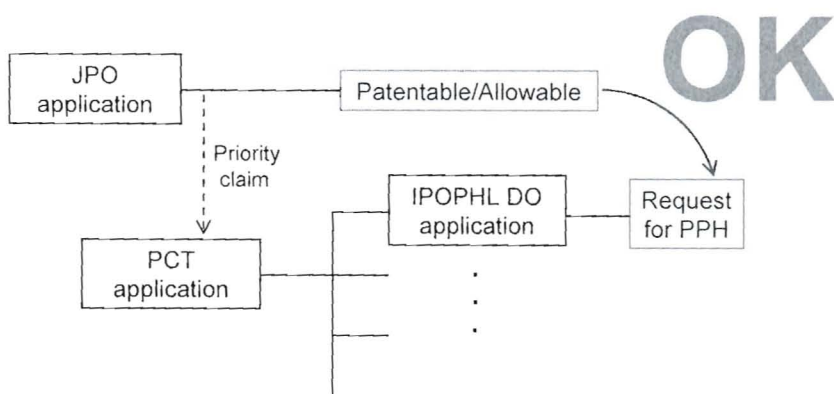 OK
JPO
application
Patentable/Allowable
Priority
claim
IPOPHL DO
application
Request
for PPH
PCT
application